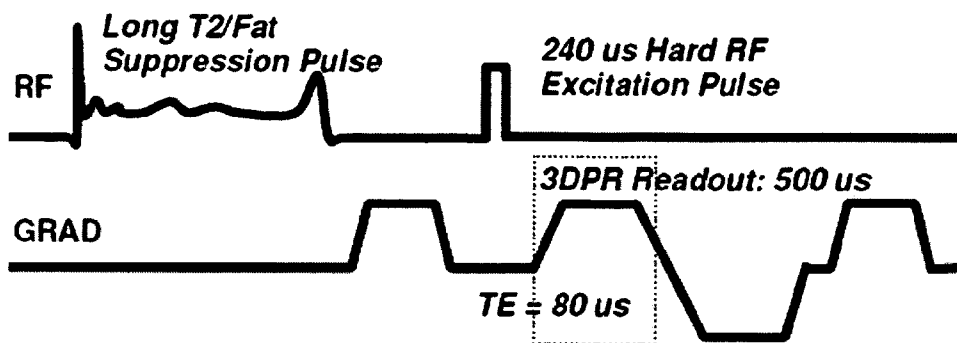 Long T2/Fat
Suppression Pulse
RF
240 us Hard RF
Excitation Pulse
3DPR Readout: 500 us
GRAD
TE = 80 us